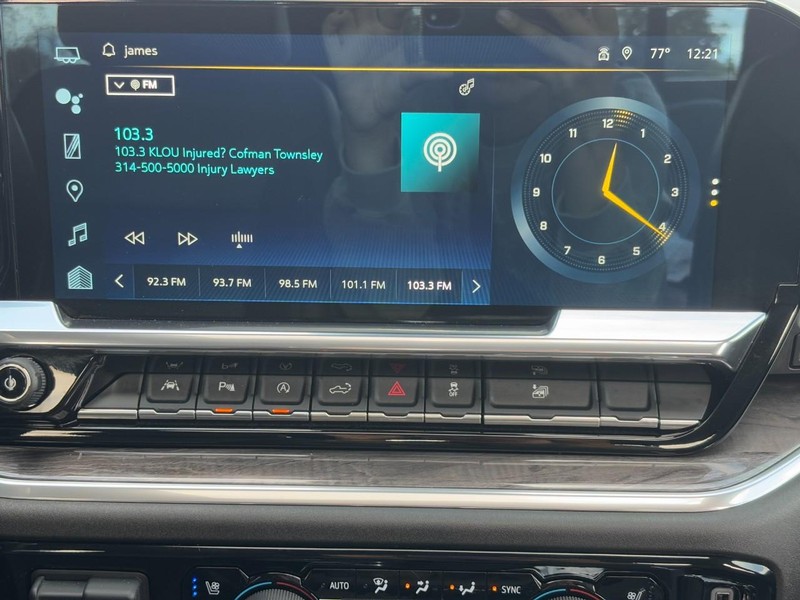 james
77° 12:21
FM
103.3
103.3 KLOU Injured? Cofman Townsley
314-500-5000 Injury Lawyers
92.3 FM 93.7 FM 98.5 FM 101.1 FM 103.3 FM
12
1
2
3
4
5
6
7
8
9
10
11
P
A
OFF
AUTO
SYNC